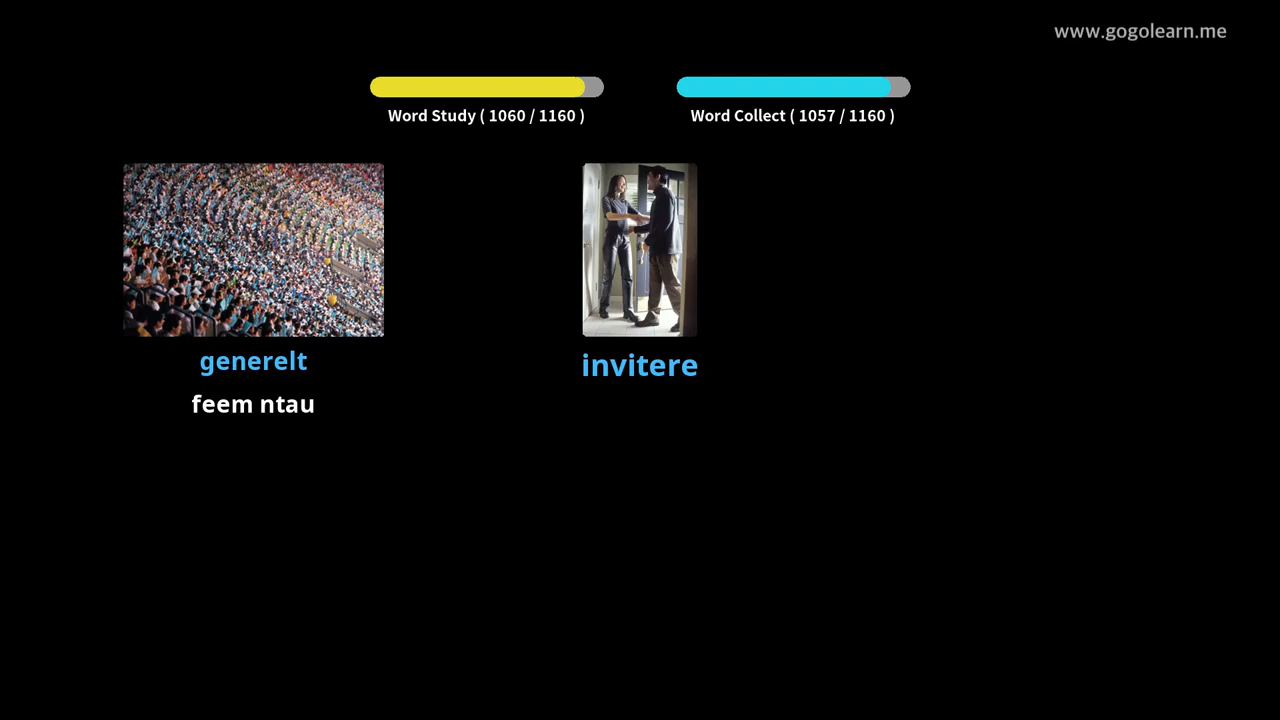 www.gogolearn.me
Word Study ( 1060 / 1160 )
Word Collect ( 1057 / 1160 )
generelt
feem ntau
invitere